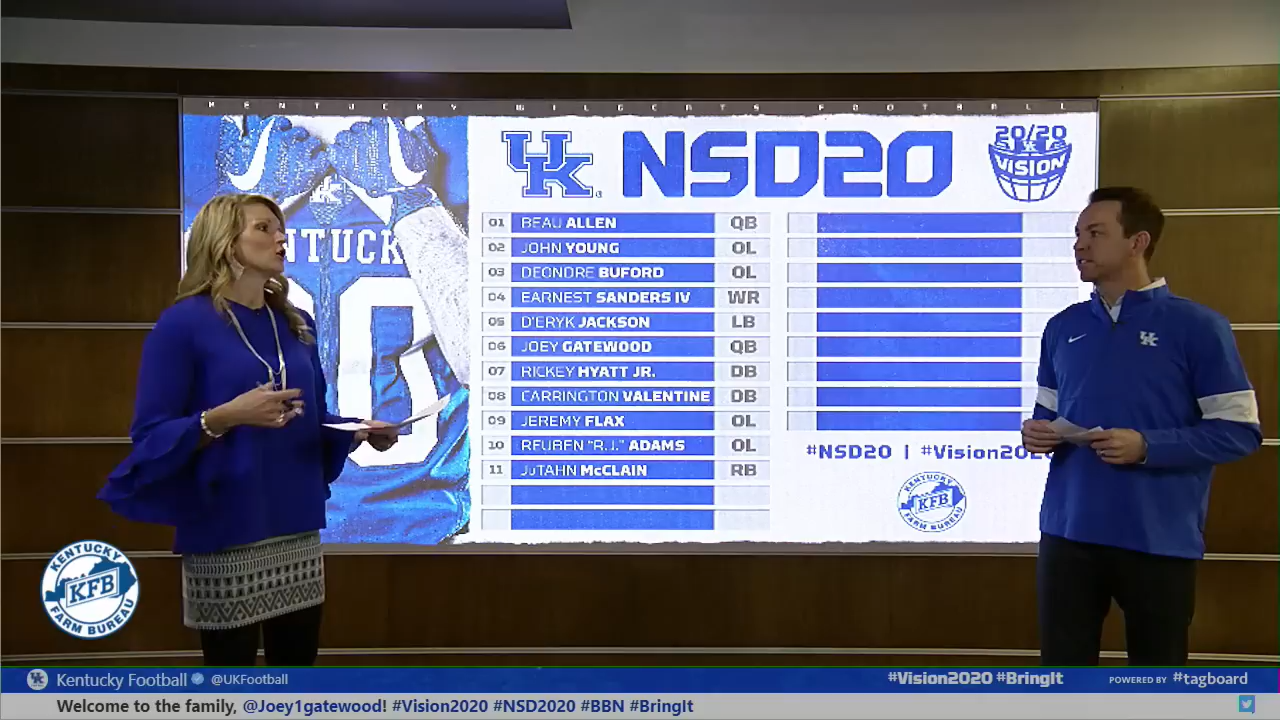 KENTUCKY WILDCATS FOOTBALL
UK NSD20 20/20
VISION
NTUCK
01 BEAU ALLEN QB
02 JOHN YOUNG OL
03 DEONDRE BUFORD OL
04 EARNEST SANDERS IV WR
05 D'ERYK JACKSON LB
06 JOEY GATEWOOD QB
07 RICKEY HYATT JR. DB
08 CARRINGTON VALENTINE DB
09 JEREMY FLAX OL
10 REUBEN "R.J." ADAMS OL
11 JuTAHN McCLAIN RB
#NSD20 | #Vision202
KENTUCKY
KFB
FARM BUREAU
UK
KENTUCKY
KFB
FARM BUREAU
Kentucky Football @UKFootball #Vision2020 #BringIt POWERED BY #tagboard
Welcome to the family, @Joey1gatewood! #Vision2020 #NSD2020 #BBN #BringIt